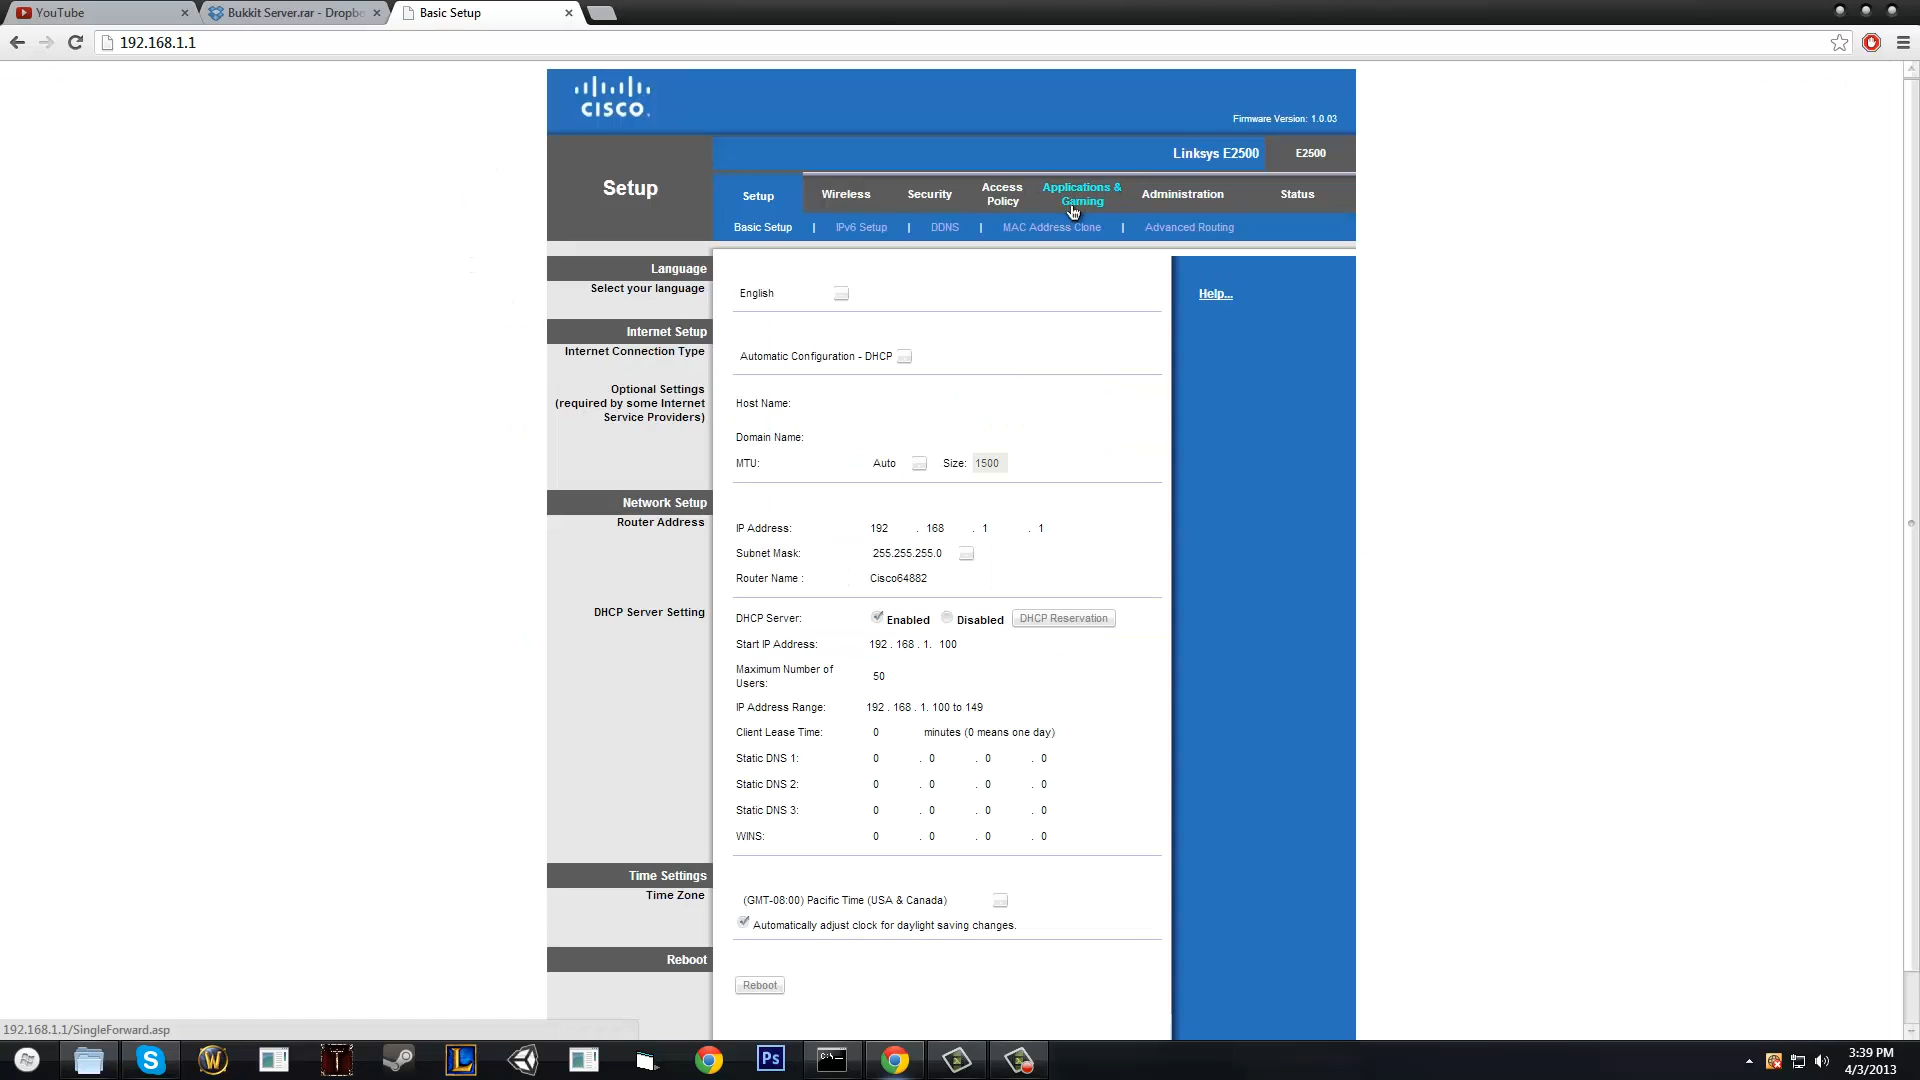 YouTube
Bukkit Server.rar - Dropbo
Basic Setup
192.168.1.1
CISCO
Firmware Version: 1.0.03
Linksys E2500
E2500
Setup
Setup
Wireless
Security
Access Policy
Applications & Gaming
Administration
Status
Basic Setup | IPv6 Setup | DDNS | MAC Address Clone | Advanced Routing
Language
Select your language
English
Help...
Internet Setup
Internet Connection Type
Automatic Configuration - DHCP
Optional Settings
(required by some Internet
Service Providers)
Host Name:
Domain Name:
MTU: Auto Size: 1500
Network Setup
Router Address
IP Address: 192 . 168 . 1 . 1
Subnet Mask: 255.255.255.0
Router Name : Cisco64882
DHCP Server Setting
DHCP Server: Enabled Disabled DHCP Reservation
Start IP Address: 192 . 168 . 1. 100
Maximum Number of
Users: 50
IP Address Range: 192 . 168 . 1. 100 to 149
Client Lease Time: 0 minutes (0 means one day)
Static DNS 1: 0 . 0 . 0 . 0
Static DNS 2: 0 . 0 . 0 . 0
Static DNS 3: 0 . 0 . 0 . 0
WINS: 0 . 0 . 0 . 0
Time Settings
Time Zone
(GMT-08:00) Pacific Time (USA & Canada)
Automatically adjust clock for daylight saving changes.
Reboot
Reboot
192.168.1.1/SingleForward.asp
Ps
3:39 PM
4/3/2013